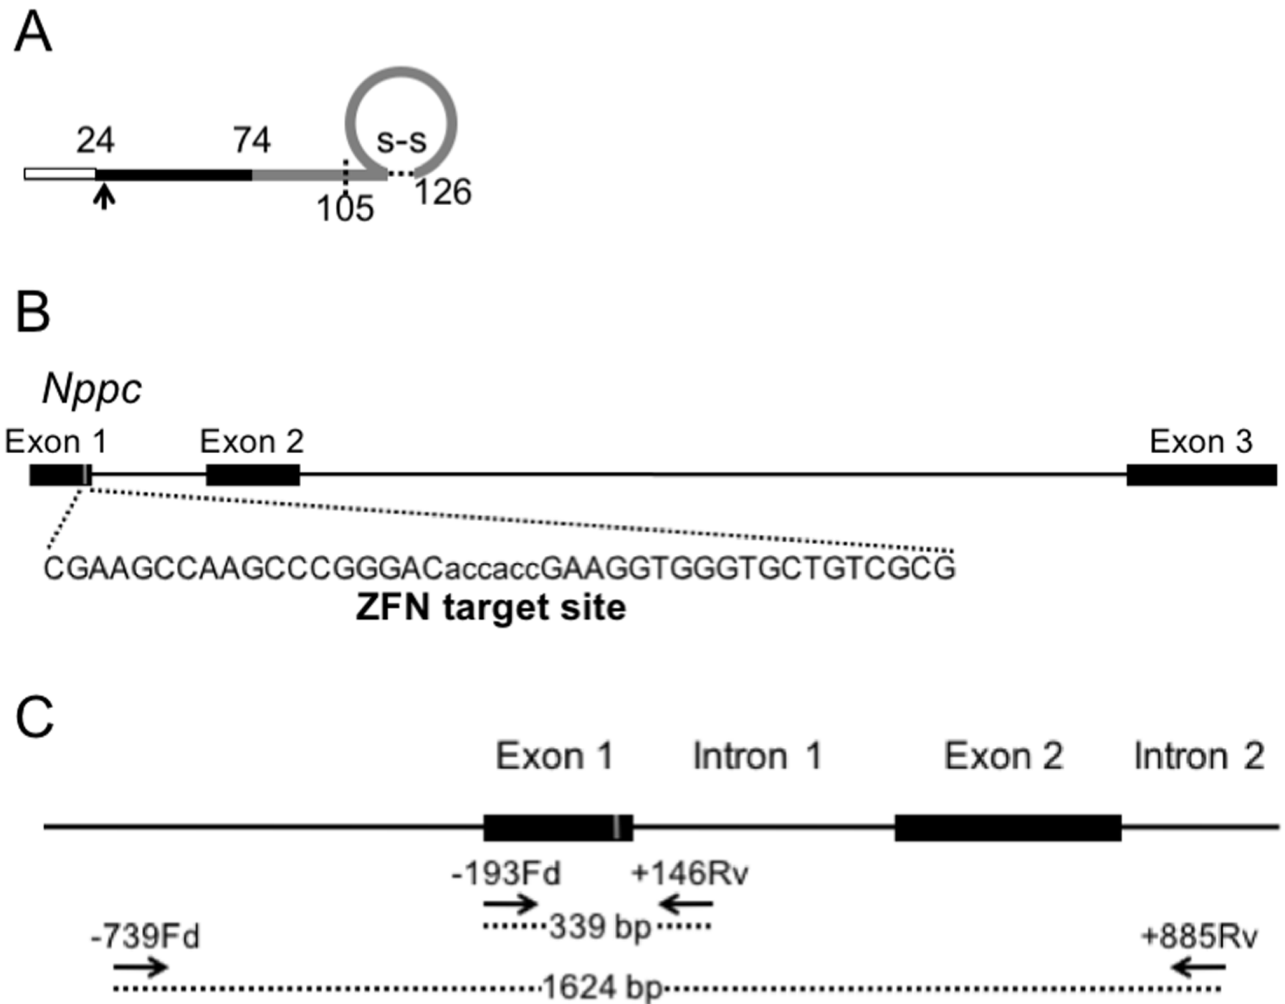 A
24 74 s-s
105 126
B
Nppc
Exon 1 Exon 2 Exon 3
CGAAGCCAAGCCCGGGACaccaccGAAGGTGGGTGCTGTCGCG
ZFN target site
C
Exon 1 Intron 1 Exon 2 Intron 2
-193Fd +146Rv
339 bp
-739Fd +885Rv
1624 bp